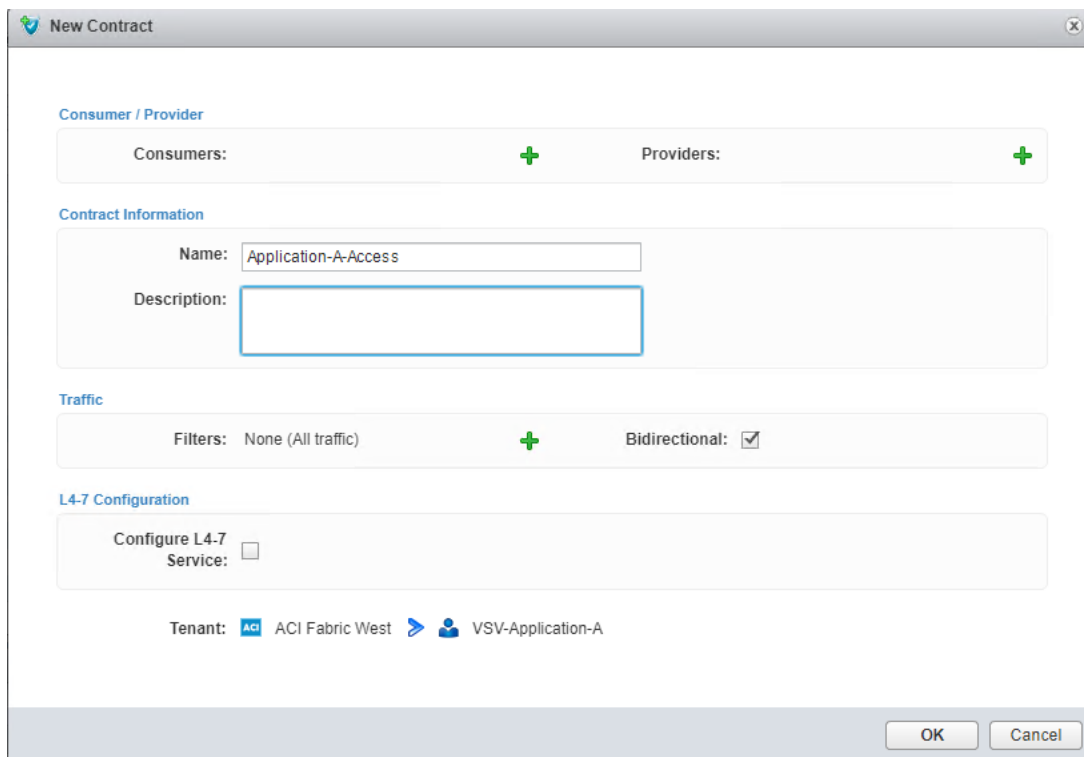 New Contract
Consumer / Provider
Consumers: Providers:
Contract Information
Name: Application-A-Access
Description:
Traffic
Filters: None (All traffic) Bidirectional:
L4-7 Configuration
Configure L4-7
Service:
Tenant: ACI ACI Fabric West VSV-Application-A
OK Cancel